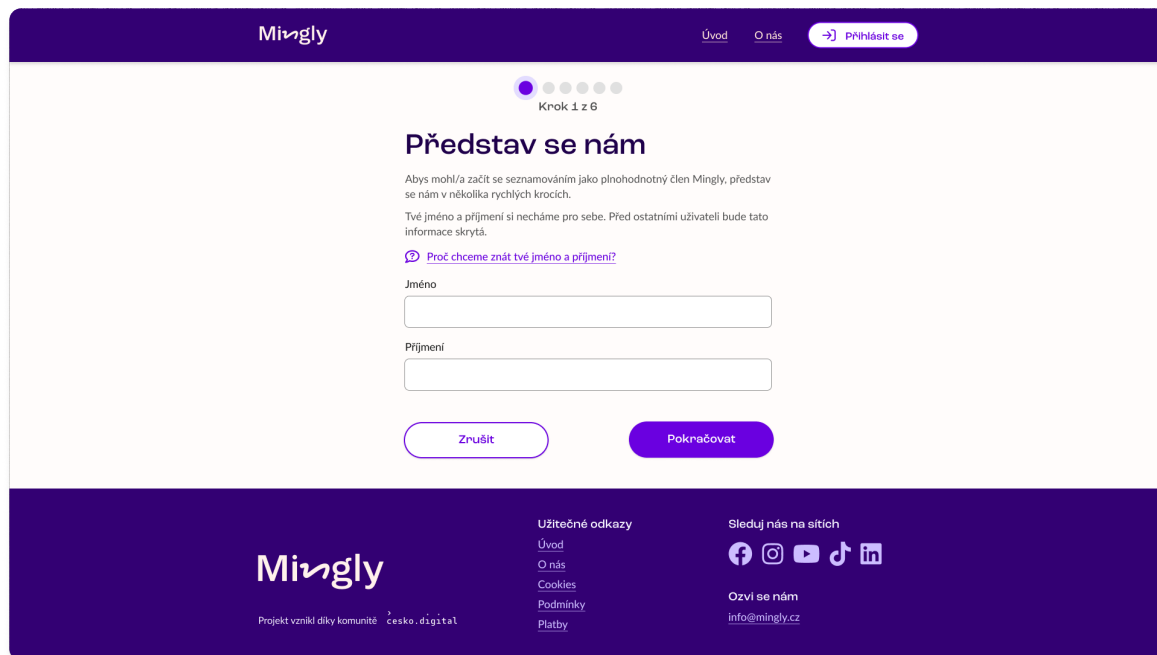 Mingly
Úvod
O nás
Přihlásit se
Krok 1 z 6
Představ se nám
Abys mohl/a začít se seznamováním jako plnohodnotný člen Mingly, představ
se nám v několika rychlých krocích.
Tvé jméno a příjmení si necháme pro sebe. Před ostatními uživateli bude tato
informace skrytá.
Proč chceme znát tvé jméno a příjmení?
Jméno
Příjmení
Zrušit
Pokračovat
Mingly
Projekt vznikl díky komunitě česko.digital
Užitečné odkazy
Úvod
O nás
Cookies
Podmínky
Platby
Sleduj nás na sítích
Ozvi se nám
info@mingly.cz